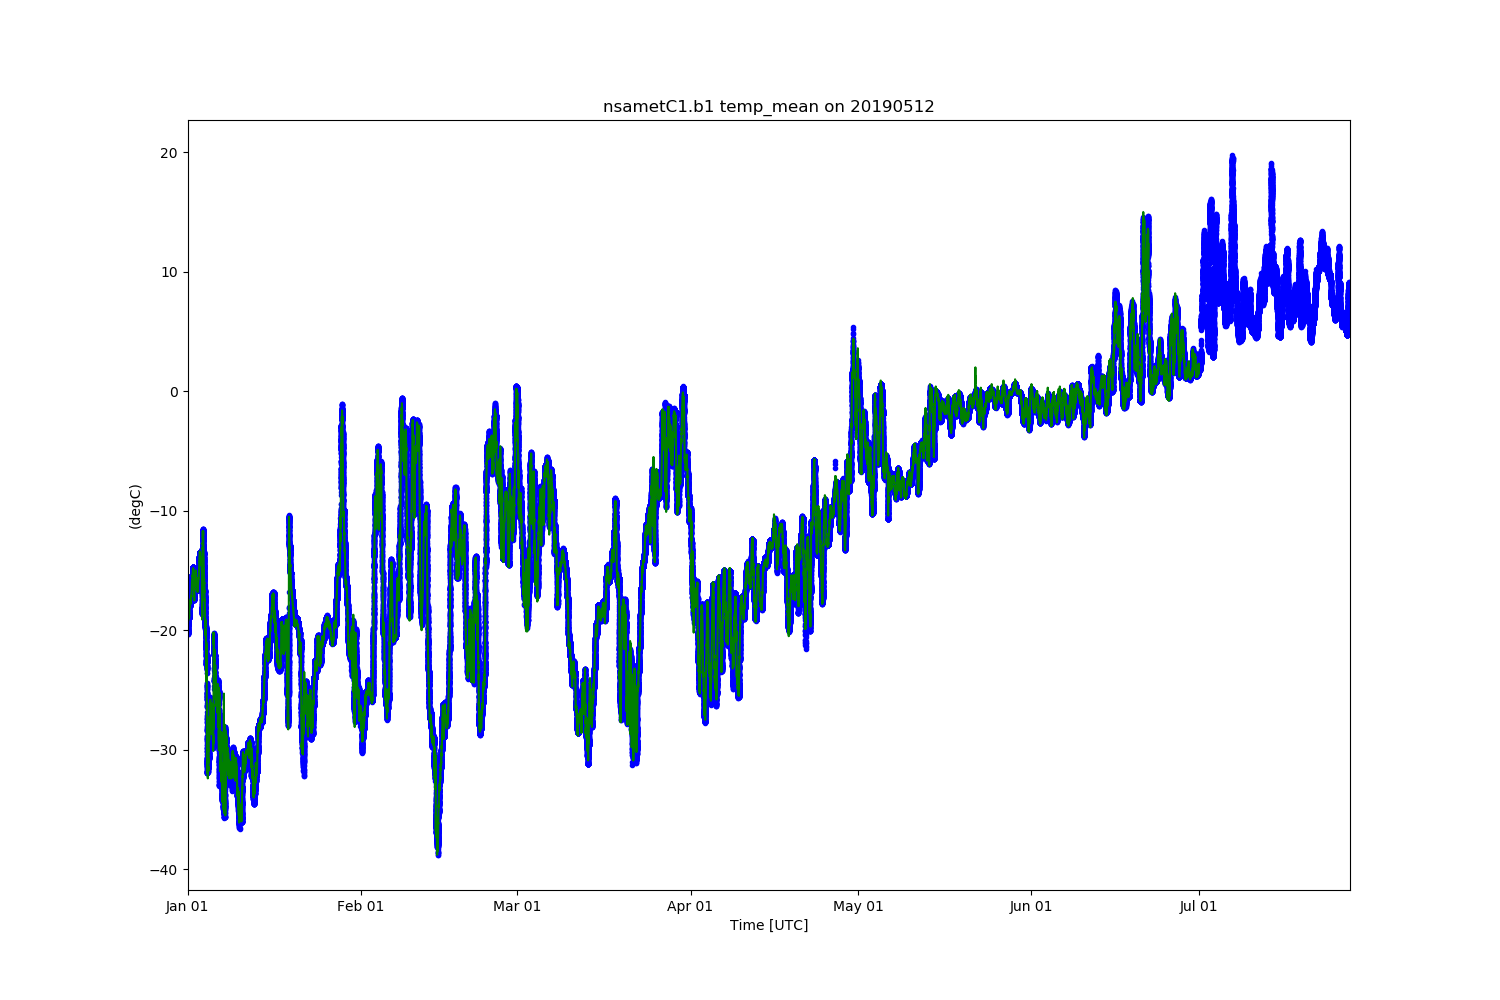 nsametC1.b1 temp_mean on 20190512
20
10
0
−10
−20
−30
−40
(degC)
Jan 01 Feb 01 Mar 01 Apr 01 May 01 Jun 01 Jul 01
Time [UTC]